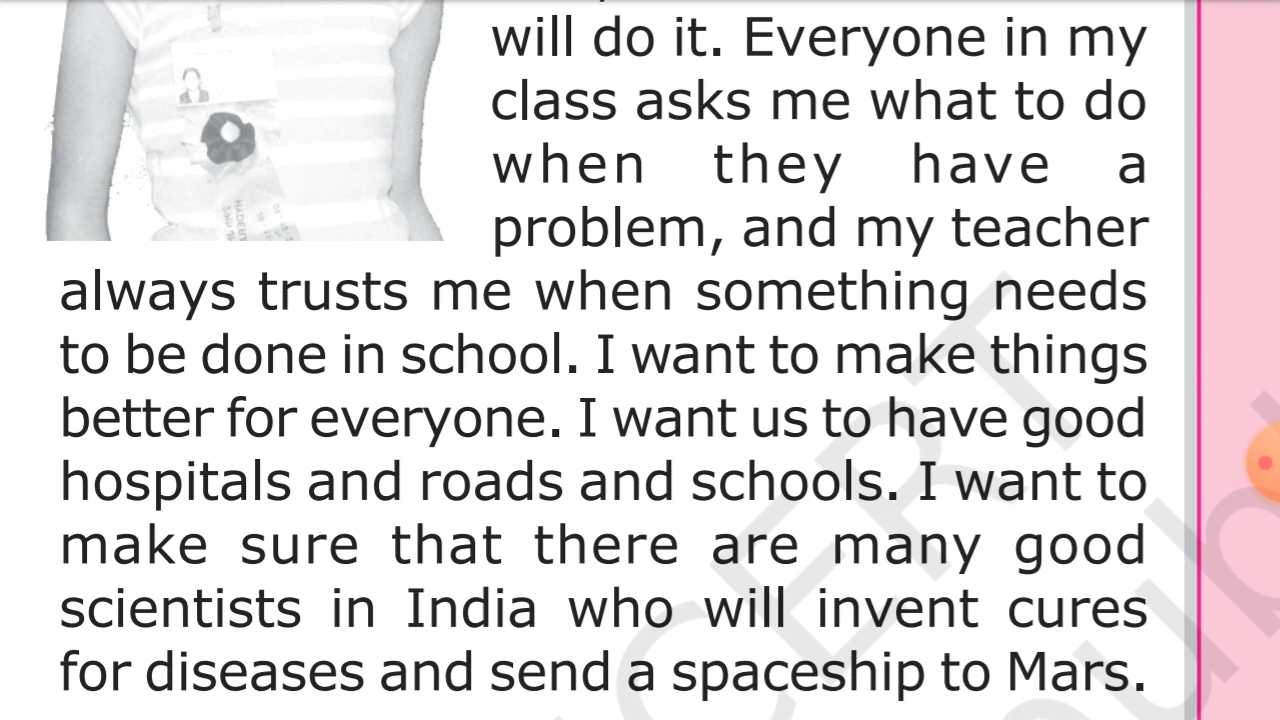 will do it. Everyone in my
class asks me what to do
when they have a
problem, and my teacher
always trusts me when something needs
to be done in school. I want to make things
better for everyone. I want us to have good
hospitals and roads and schools. I want to
make sure that there are many good
scientists in India who will invent cures
for diseases and send a spaceship to Mars.